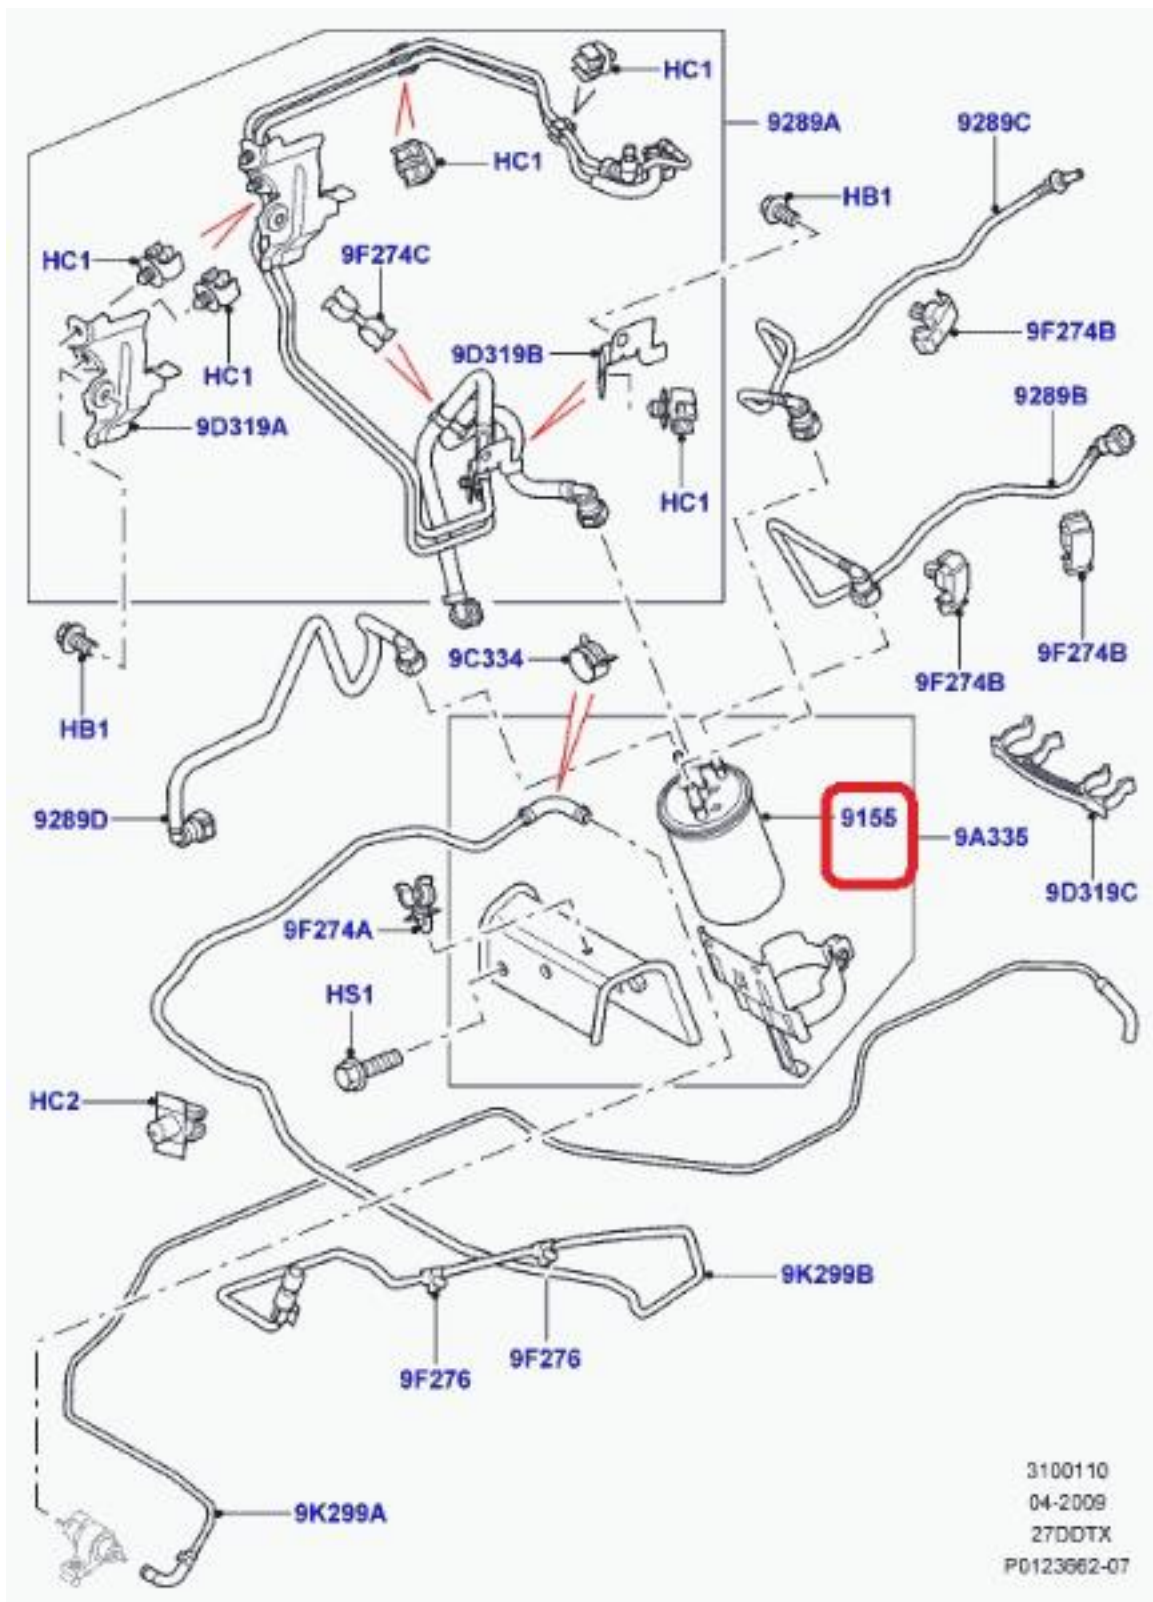 HC1
9289A
9289C
HC1
HB1
9F274C
HC1
9F274B
9D319B
HC1
9289B
9D319A
HC1
9C334
9F274B
9F274B
HB1
9289D
9155
9A335
9D319C
9F274A
HS1
HC2
9K299B
9F276
9F276
9K299A
3100110
04-2009
27DDTX
P0123662-07